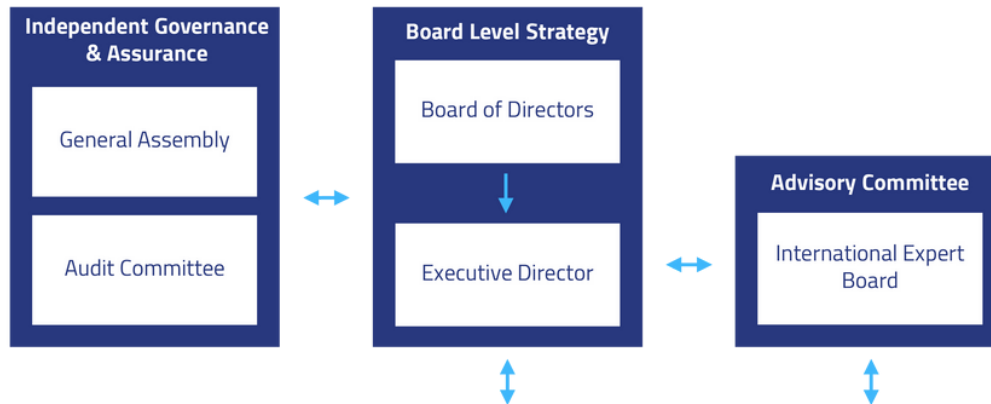 Independent Governance
& Assurance
General Assembly
Audit Committee
Board Level Strategy
Board of Directors
Executive Director
Advisory Committee
International Expert
Board